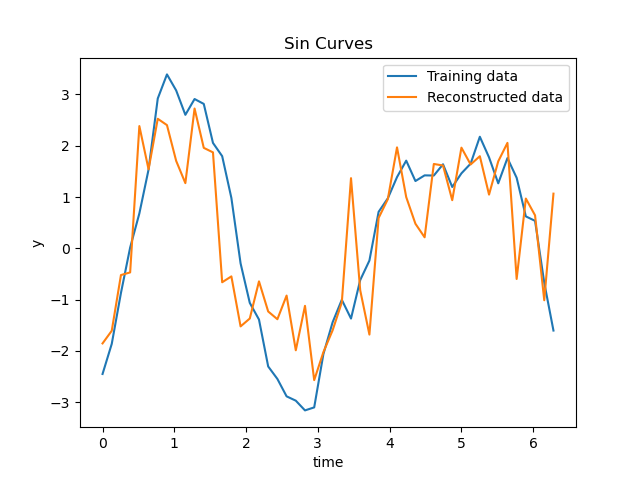 Sin Curves
Training data
Reconstructed data
3
2
1
0
−1
−2
−3
y
0 1 2 3 4 5 6
time